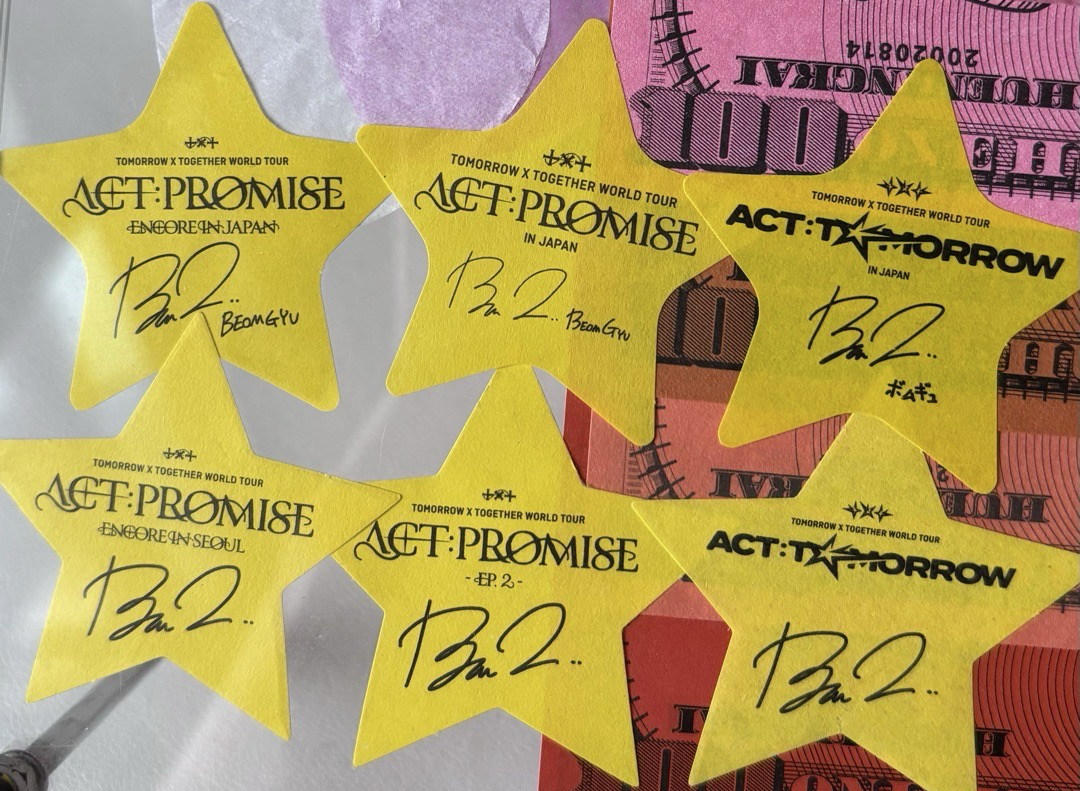 TOMORROW X TOGETHER WORLD TOUR
ACT:PROMISE
ENCORE IN JAPAN
BEOMGYU
TOMORROW X TOGETHER WORLD TOUR
ACT:PROMISE
IN JAPAN
BEOMGYU
TOMORROW X TOGETHER WORLD TOUR
ACT:TOMORROW
IN JAPAN
ボムギュ
TOMORROW X TOGETHER WORLD TOUR
ACT:PROMISE
ENCORE IN SEOUL
TOMORROW X TOGETHER WORLD TOUR
ACT:PROMISE
- EP. 2 -
TOMORROW X TOGETHER WORLD TOUR
ACT:TOMORROW
20020814
HUENINGKAI
100